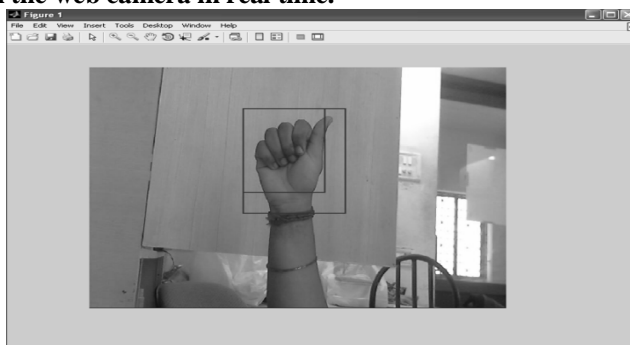 the web camera in real time.
Figure 1
File Edit View Insert Tools Desktop Window Help